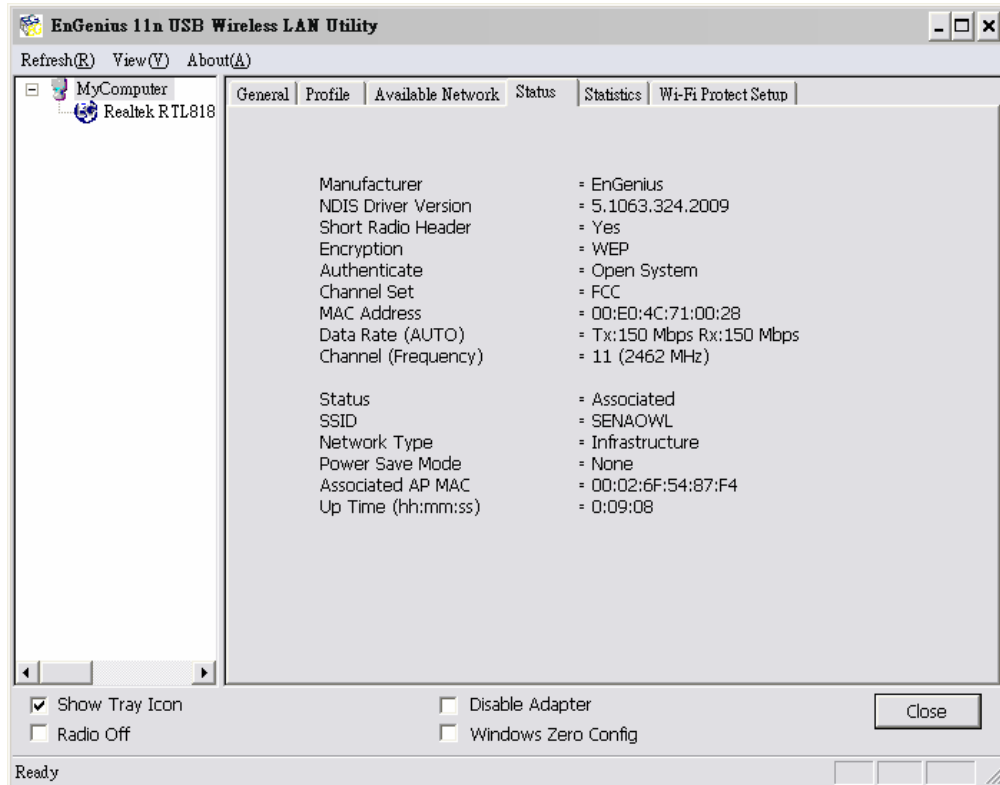 EnGenius 11n USB Wireless LAN Utility
Refresh(R) View(V) About(A)
MyComputer
Realtek RTL818
General Profile Available Network Status Statistics Wi-Fi Protect Setup
Manufacturer = EnGenius
NDIS Driver Version = 5.1063.324.2009
Short Radio Header = Yes
Encryption = WEP
Authenticate = Open System
Channel Set = FCC
MAC Address = 00:E0:4C:71:00:28
Data Rate (AUTO) = Tx:150 Mbps Rx:150 Mbps
Channel (Frequency) = 11 (2462 MHz)
Status = Associated
SSID = SENAOWL
Network Type = Infrastructure
Power Save Mode = None
Associated AP MAC = 00:02:6F:54:87:F4
Up Time (hh:mm:ss) = 0:09:08
Show Tray Icon Disable Adapter
Radio Off Windows Zero Config
Close
Ready